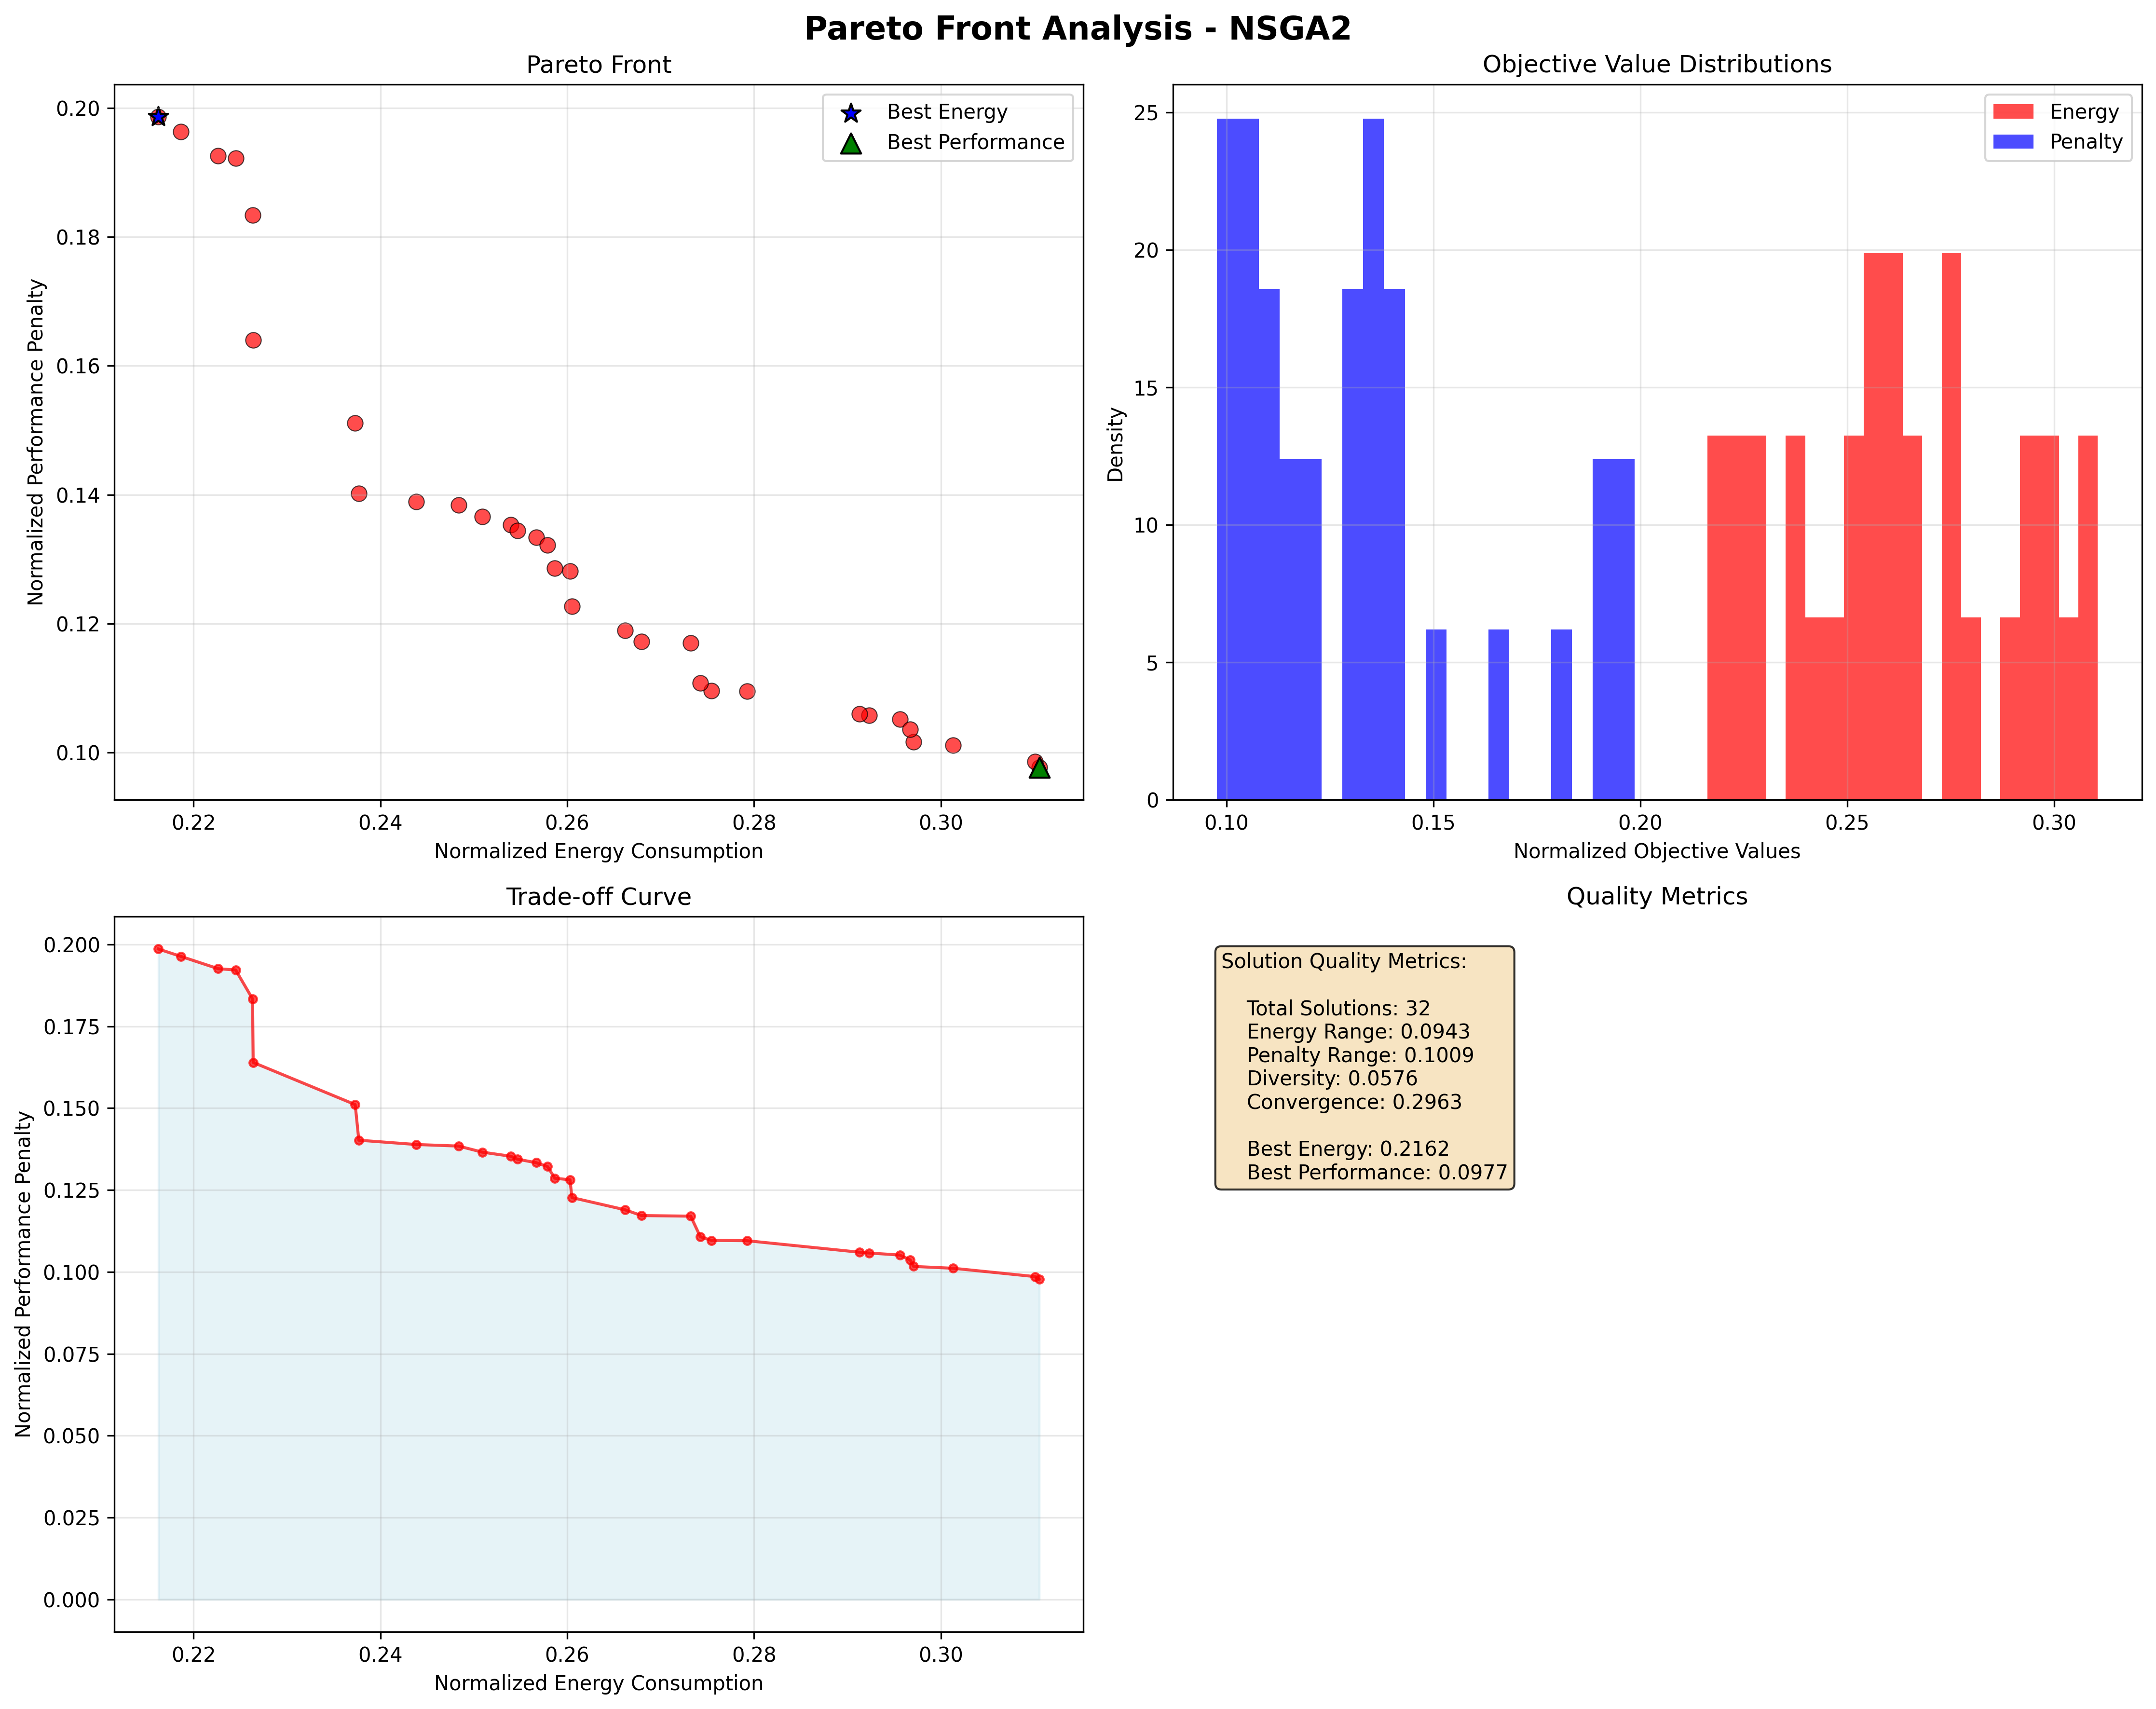 Pareto Front Analysis - NSGA2
Pareto Front
Normalized Performance Penalty
0.20
0.18
0.16
0.14
0.12
0.10
Best Energy
Best Performance
0.22
0.24
0.26
0.28
0.30
Normalized Energy Consumption
Objective Value Distributions
Density
25
20
15
10
5
0
Energy
Penalty
0.10
0.15
0.20
0.25
0.30
Normalized Objective Values
Trade-off Curve
Normalized Performance Penalty
0.200
0.175
0.150
0.125
0.100
0.075
0.050
0.025
0.000
0.22
0.24
0.26
0.28
0.30
Normalized Energy Consumption
Quality Metrics
Solution Quality Metrics:
Total Solutions: 32
Energy Range: 0.0943
Penalty Range: 0.1009
Diversity: 0.0576
Convergence: 0.2963
Best Energy: 0.2162
Best Performance: 0.0977